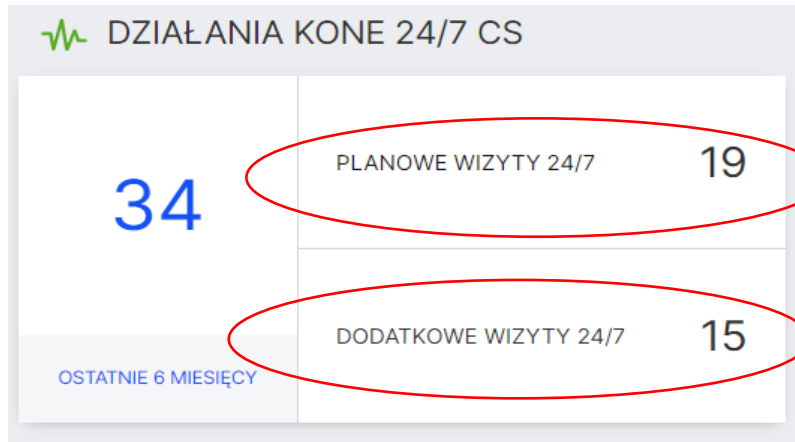 DZIAŁANIA KONE 24/7 CS
34
OSTATNIE 6 MIESIĘCY
PLANOWE WIZYTY 24/7 19
DODATKOWE WIZYTY 24/7 15